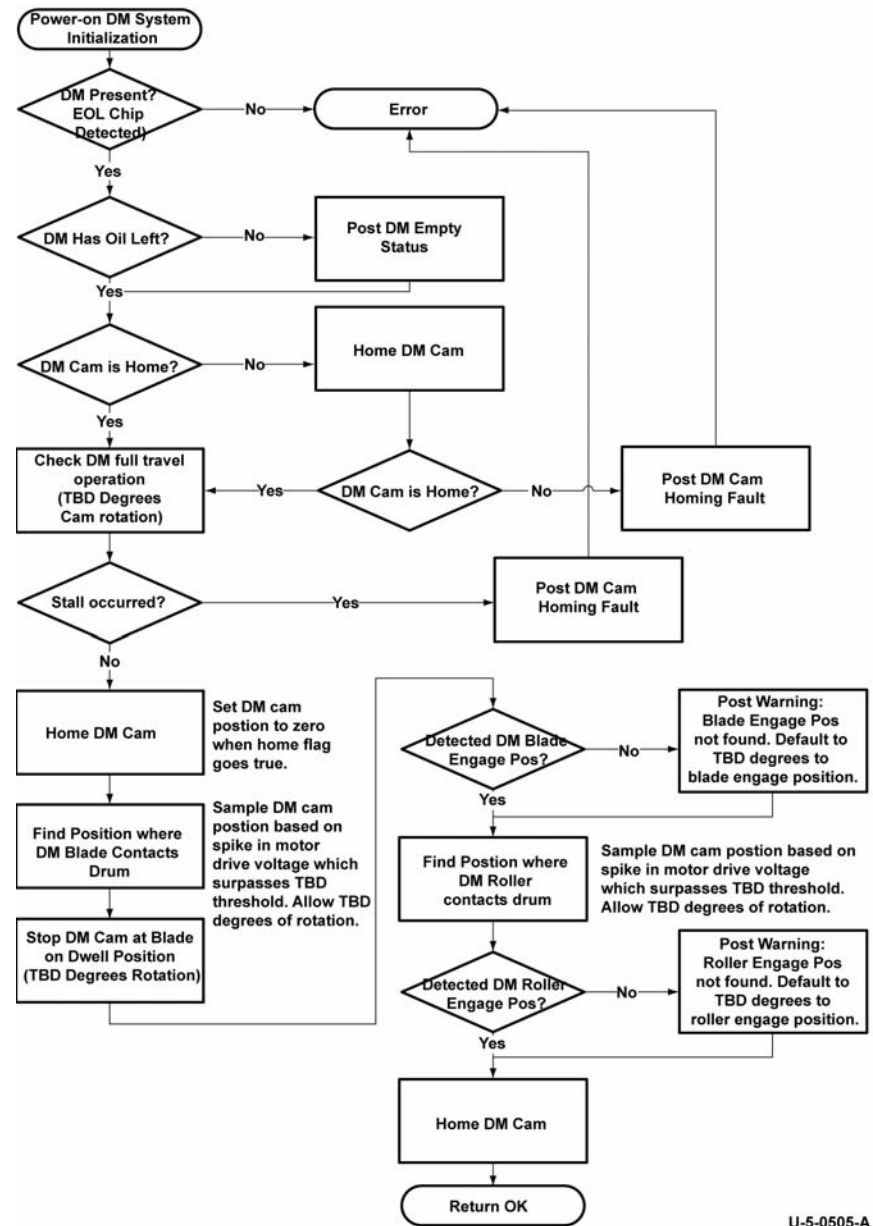 Power-on DM System
Initialization
DM Present?
EOL Chip
Detected)
No
Error
Yes
DM Has Oil Left?
No
Post DM Empty
Status
Yes
DM Cam is Home?
No
Home DM Cam
Yes
Check DM full travel
operation
(TBD Degrees
Cam rotation)
Yes
DM Cam is Home?
No
Post DM Cam
Homing Fault
Stall occurred?
Yes
Post DM Cam
Homing Fault
No
Home DM Cam
Set DM cam
postion to zero
when home flag
goes true.
Find Position where
DM Blade Contacts
Drum
Sample DM cam
postion based on
spike in motor
drive voltage which
surpasses TBD
threshold. Allow TBD
degrees of rotation.
Stop DM Cam at Blade
on Dwell Position
(TBD Degrees Rotation)
Detected DM Blade
Engage Pos?
No
Post Warning:
Blade Engage Pos
not found. Default to
TBD degrees to
blade engage position.
Yes
Find Postion where
DM Roller
contacts drum
Sample DM cam postion based on
spike in motor drive voltage
which surpasses TBD threshold.
Allow TBD degrees of rotation.
Detected DM Roller
Engage Pos?
No
Post Warning:
Roller Engage Pos
not found. Default to
TBD degrees to
roller engage position.
Yes
Home DM Cam
Return OK
U-5-0505-A